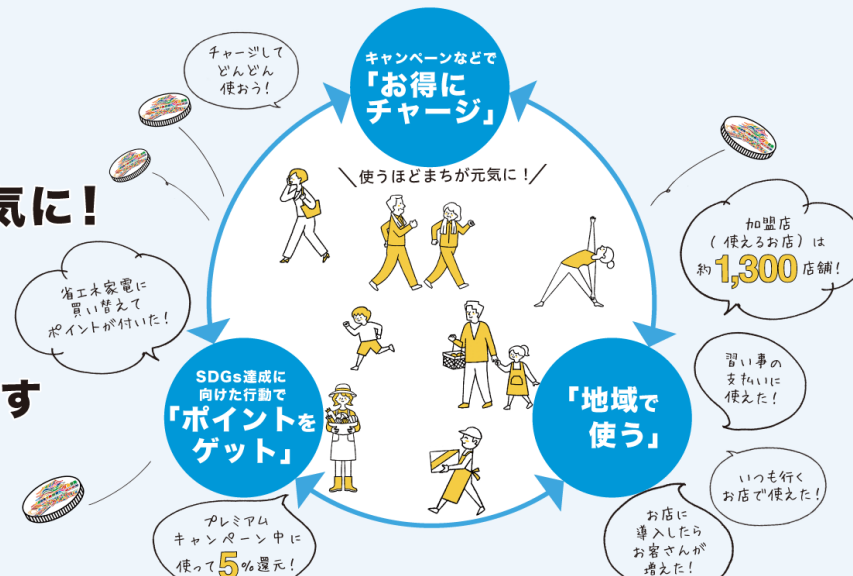 チャージして
どんどん
使おう！
キャンペーンなどで
「お得に
チャージ」
＼使うほどまちが元気に！／
気に！
省エネ家電に
買い替えて
ポイントが付いた！
す
加盟店
（使えるお店）は
約1,300店舗！
習い事の
支払いに
使えた！
SDGs達成に
向けた行動で
「ポイントを
ゲット」
「地域で
使う」
いつも行く
お店で使えた！
プレミアム
キャンペーン中に
使って5%還元！
お店に
導入したら
お客さんが
増えた！